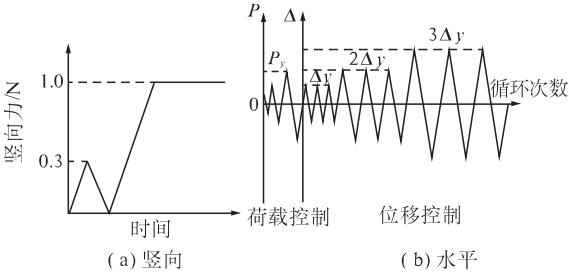 竖向力/N
1.0
0.3
时间
(a)竖向
P
Δ
P_y
Δy
2Δy
3Δy
0
循环次数
荷载控制
位移控制
(b)水平